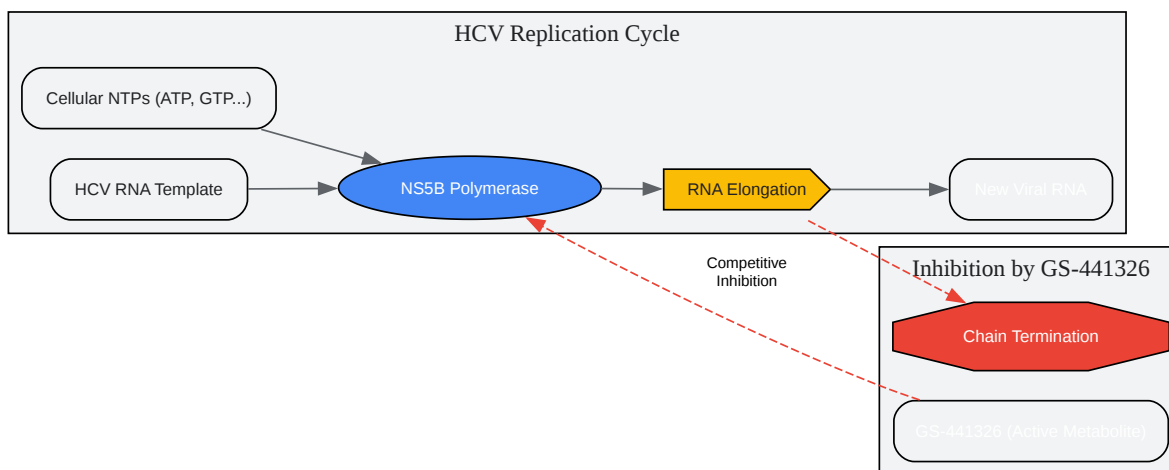 HCV Replication Cycle
Cellular NTPs (ATP, GTP...)
HCV RNA Template
NS5B Polymerase
RNA Elongation
New Viral RNA
Competitive
Inhibition
Inhibition by GS-441326
Chain Termination
GS-441326 (Active Metabolite)